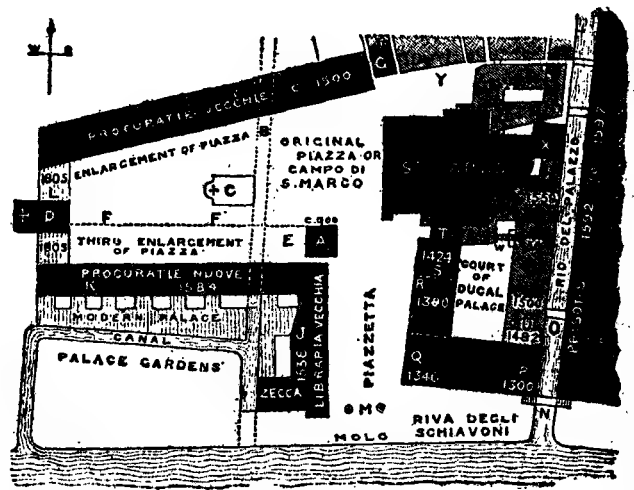 W
PROCURATIE VECCHIE C 1500
G
Y
ENLARGEMENT OF PIAZZA
B
ORIGINAL
PIAZZA OR
CAMPO DI
S. MARCO
X
1805
L
D
1805
C
F
F
THIRD ENLARGEMENT
OF PIAZZA
E
A
RIO DEL PALAZZO
PROCURATIE NUOVE
K 1584
MODERN PALACE
CANAL
PALACE GARDENS
ZECCA
J
1536
LIBRARIA VECCHIA
PIAZZETTA
T
1424
S
R
1380
W
COURT
OF
DUCAL
PALACE
O
Q
1340
P
1300
N
M
MOLO
RIVA DEGLI
SCHIAVONI